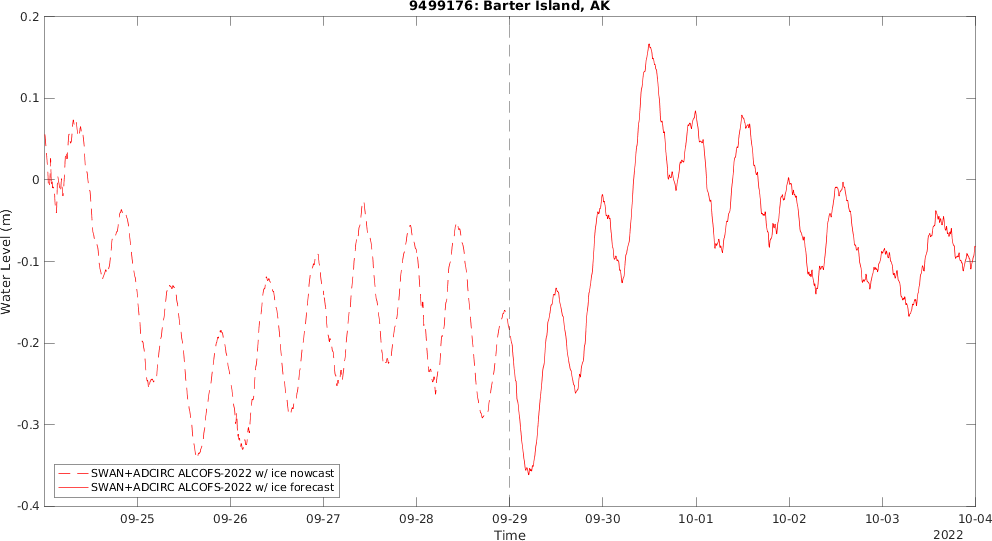 9499176: Barter Island, AK
Water Level (m)
0.2
0.1
0
-0.1
-0.2
-0.3
-0.4
SWAN+ADCIRC ALCOFS-2022 w/ ice nowcast
SWAN+ADCIRC ALCOFS-2022 w/ ice forecast
09-25 09-26 09-27 09-28 09-29 09-30 10-01 10-02 10-03 10-04
Time
2022